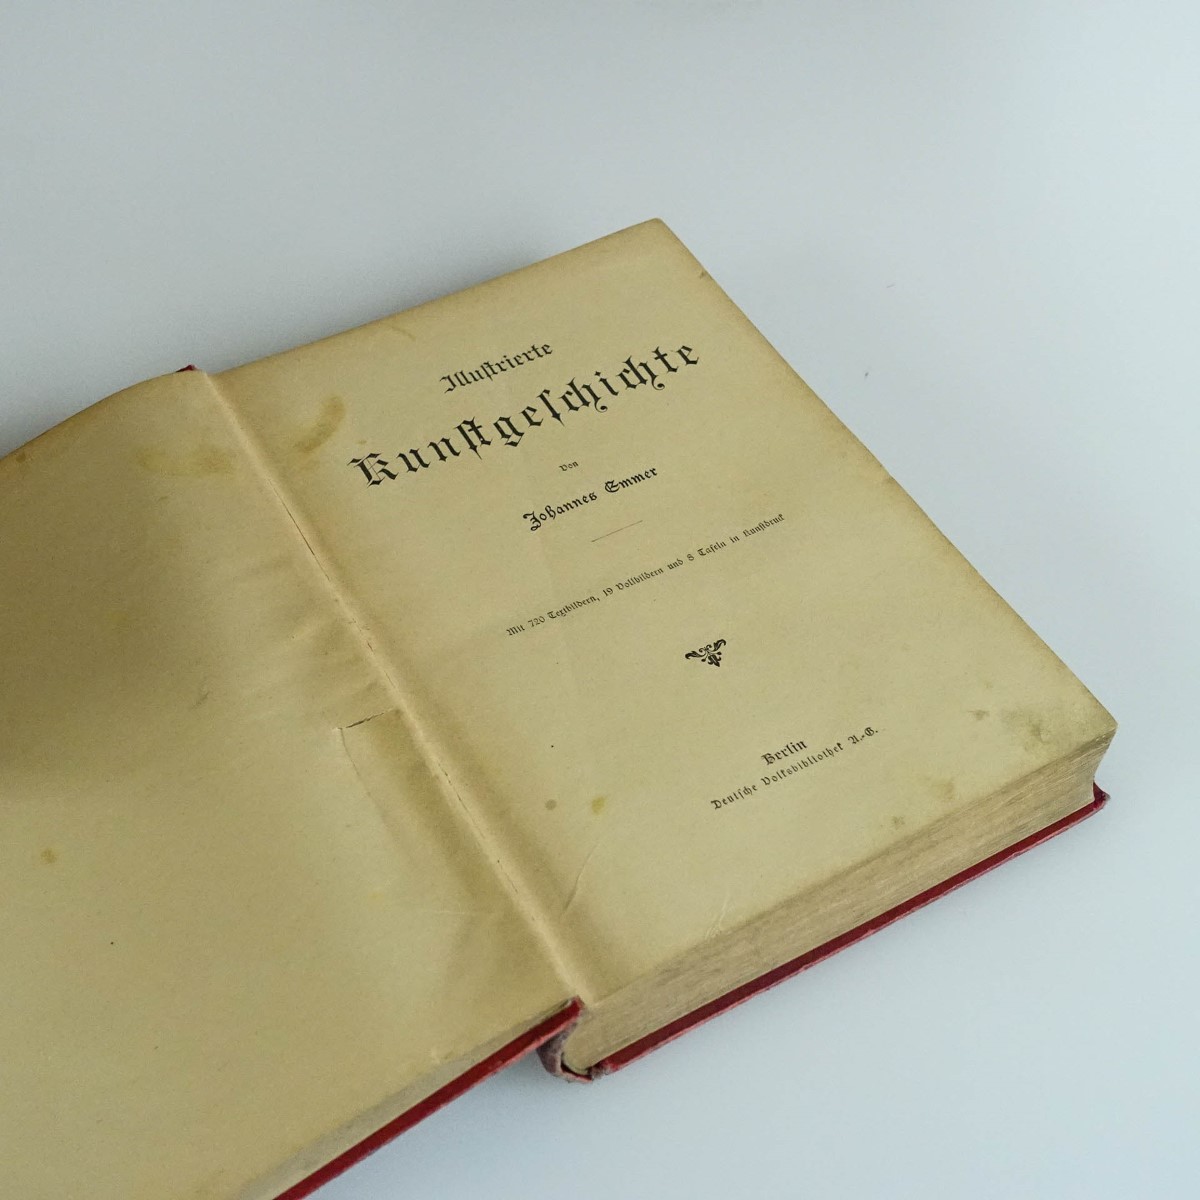 Illustrierte
Kunstgeschichte
von
Johannes Emmer
Mit 720 Textbildern, 19 Vollbildern und 8 Tafeln in Kunstdruck
Berlin
Deutsche Volksbibliothek A.-G.